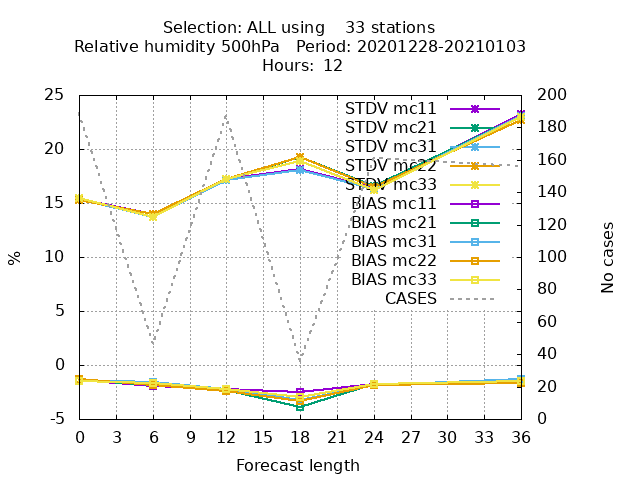 Selection: ALL using    33 stations
Relative humidity 500hPa   Period: 20201228-20210103
Hours:  12
25
20
15
10
5
0
-5
%
200
180
160
140
120
100
80
60
40
20
0
No cases
STDV mc11
STDV mc21
STDV mc31
STDV mc22
STDV mc33
BIAS mc11
BIAS mc21
BIAS mc31
BIAS mc22
BIAS mc33
CASES
0 3 6 9 12 15 18 21 24 27 30 33 36
Forecast length